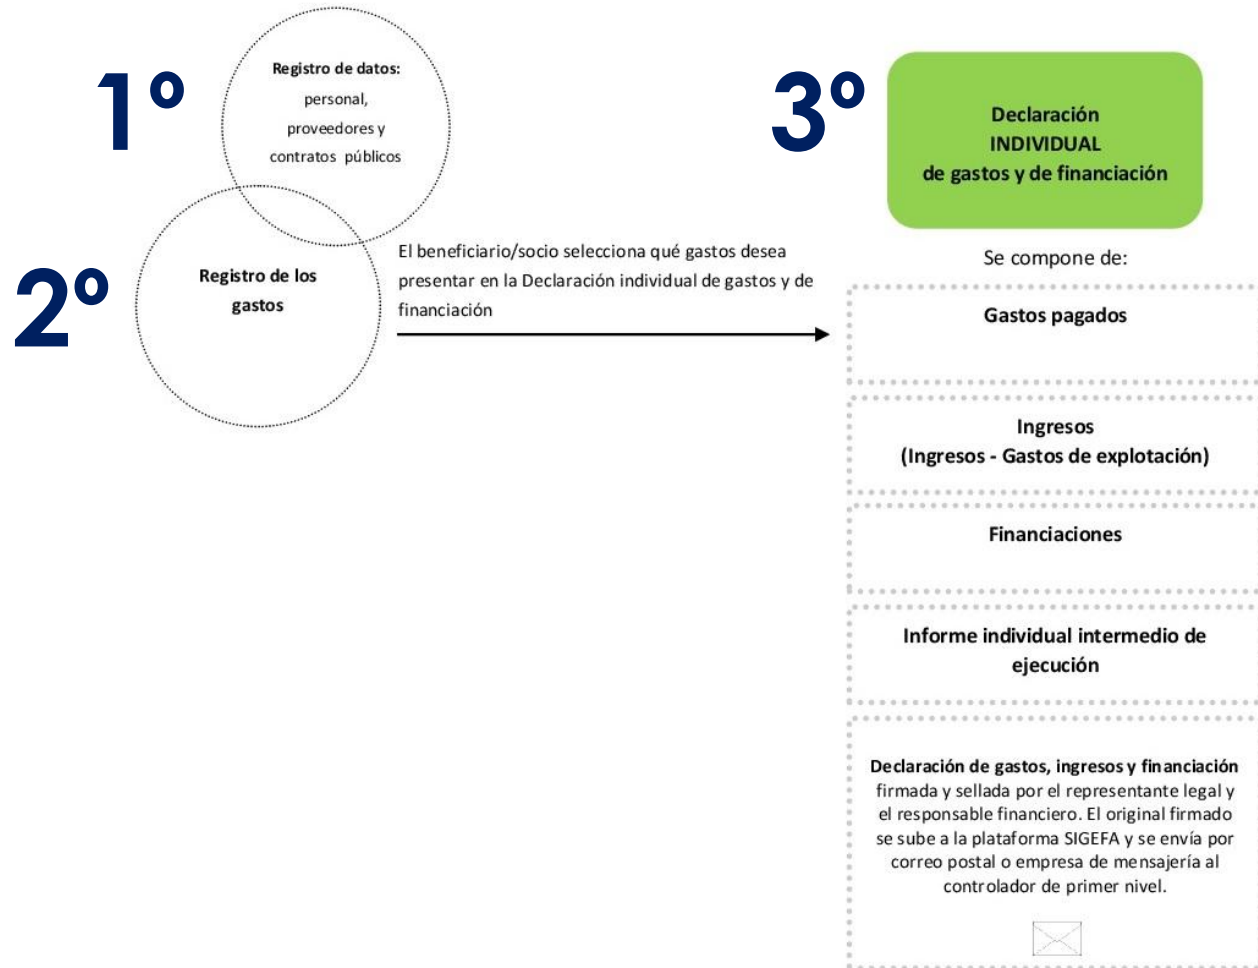 1º
Registro de datos:
personal,
proveedores y
contratos públicos
2º
Registro de los
gastos
El beneficiario/socio selecciona qué gastos desea
presentar en la Declaración individual de gastos y de
financiación
3º
Declaración
INDIVIDUAL
de gastos y de financiación
Se compone de:
Gastos pagados
Ingresos
(Ingresos - Gastos de explotación)
Financiaciones
Informe individual intermedio de
ejecución
Declaración de gastos, ingresos y financiación
firmada y sellada por el representante legal y
el responsable financiero. El original firmado
se sube a la plataforma SIGEFA y se envía por
correo postal o empresa de mensajería al
controlador de primer nivel.